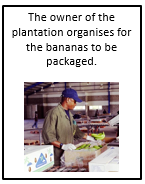 The owner of the
plantation organises for
the bananas to be
packaged.